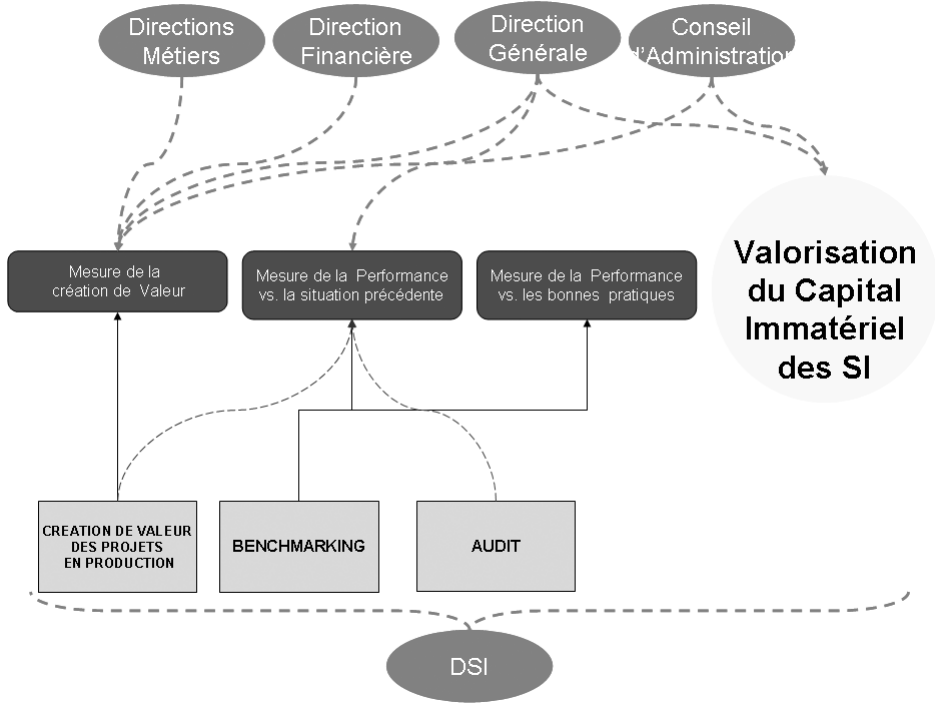 Directions
Métiers
Direction
Financière
Direction
Générale
Conseil
d'Administration
Mesure de la
création de Valeur
Mesure de la Performance
vs. la situation précédente
Mesure de la Performance
vs. les bonnes pratiques
Valorisation
du Capital
Immatériel
des SI
CREATION DE VALEUR
DES PROJETS
EN PRODUCTION
BENCHMARKING
AUDIT
DSI